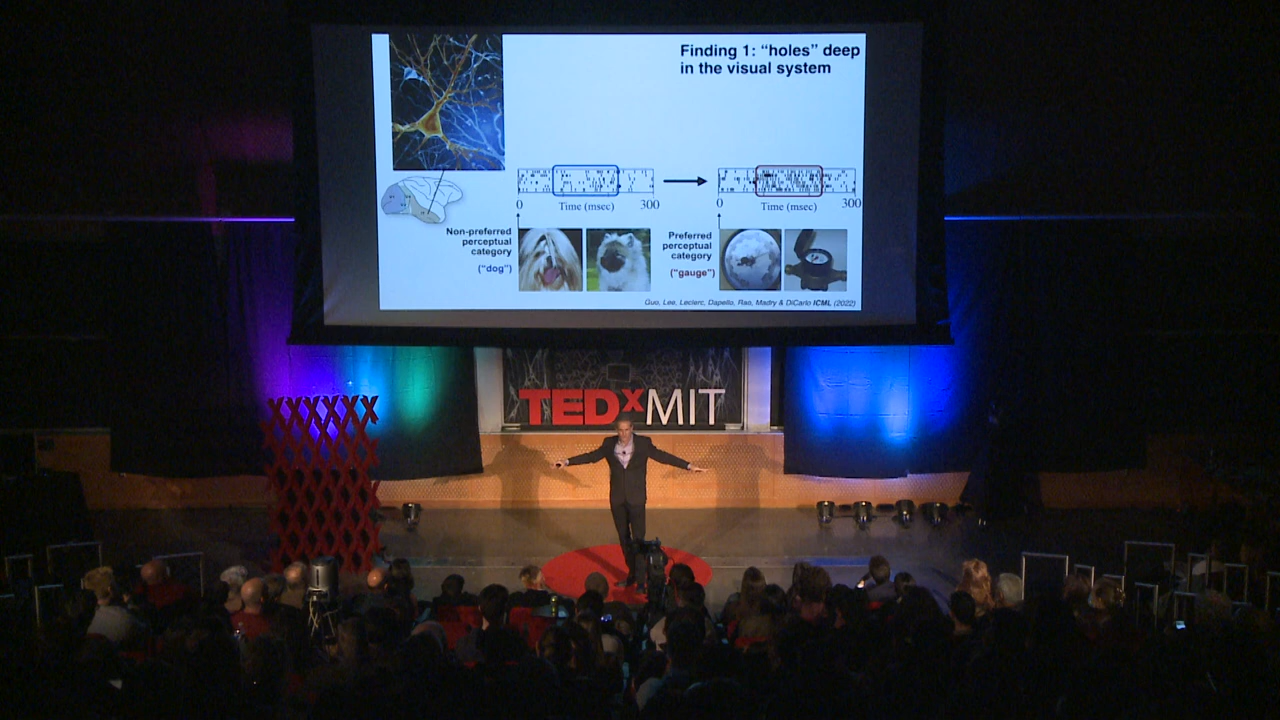 Finding 1: “holes” deep
in the visual system
0 Time (msec) 300
0 Time (msec) 300
Non-preferred
perceptual
category
(“dog”)
Preferred
perceptual
category
(“gauge”)
Guo, Lee, Leclerc, Dapello, Rao, Madry & DiCarlo ICML (2022)
TEDxMIT